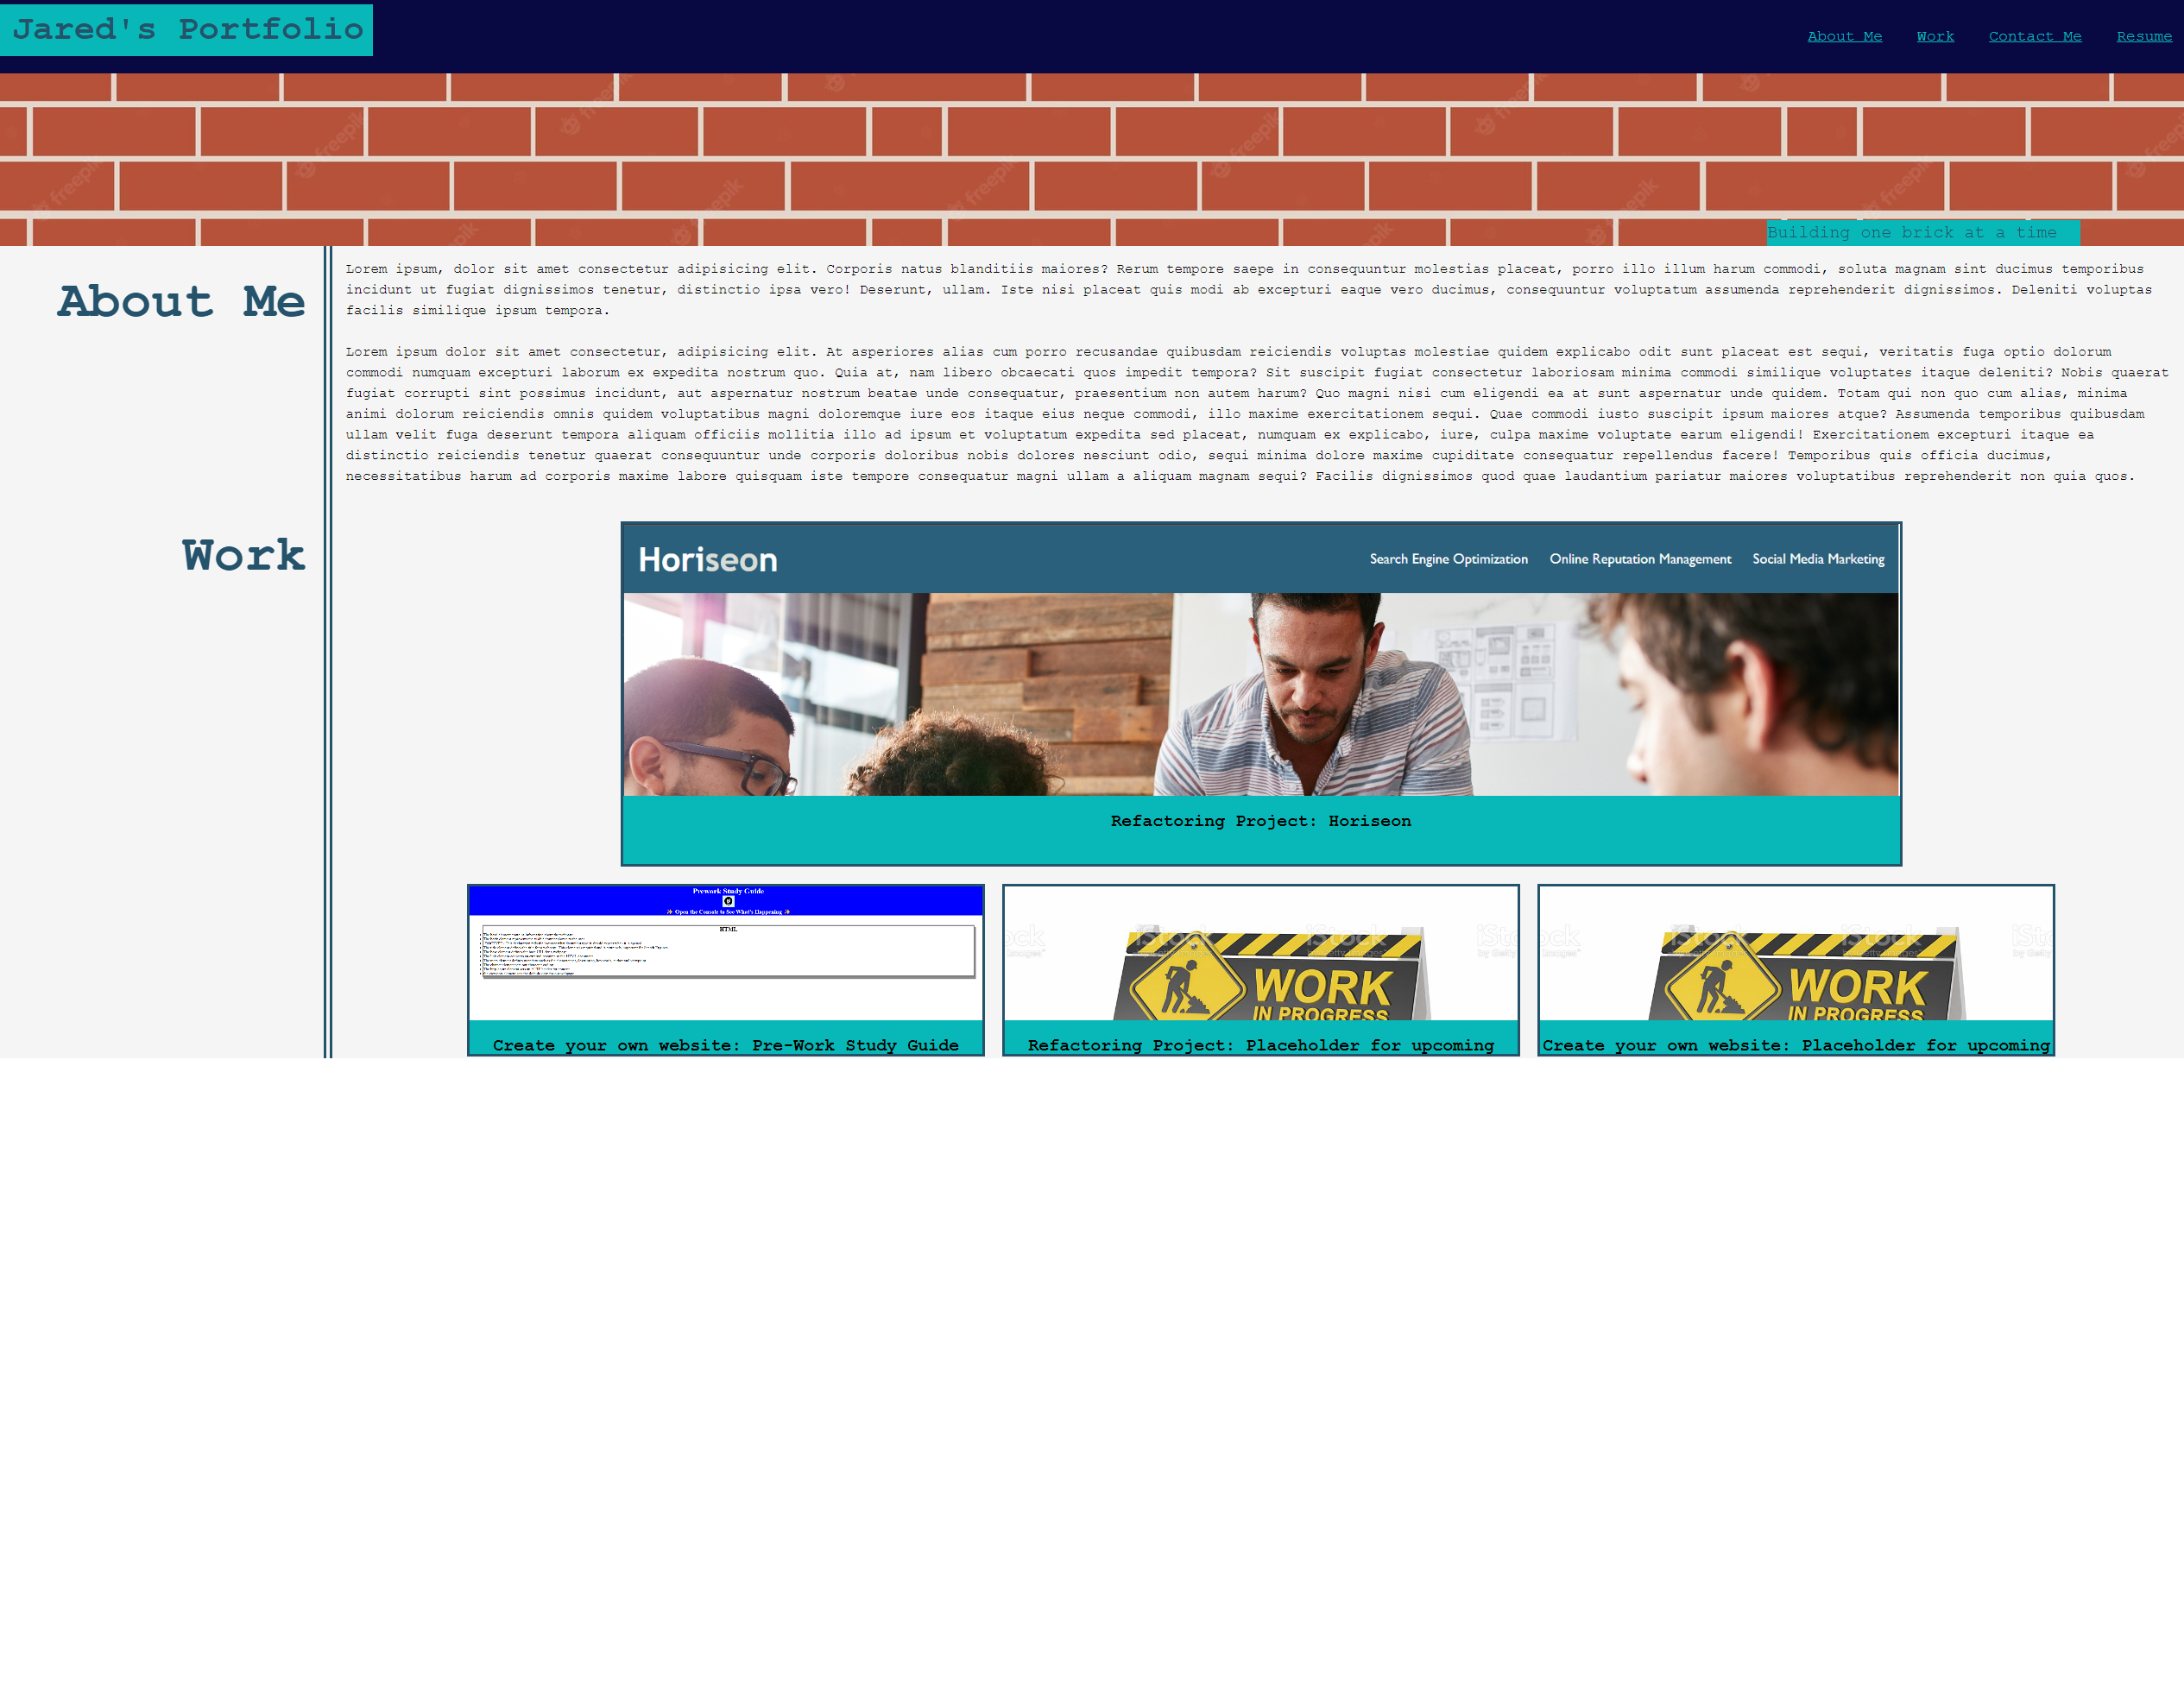 Jared's Portfolio
About Me Work Contact Me Resume
freepik
Building one brick at a time
About Me
Lorem ipsum, dolor sit amet consectetur adipisicing elit. Corporis natus blanditiis maiores? Rerum tempore saepe in consequuntur molestias placeat, porro illo illum harum commodi, soluta magnam sint ducimus temporibus
incidunt ut fugiat dignissimos tenetur, distinctio ipsa vero! Deserunt, ullam. Iste nisi placeat quis modi ab excepturi eaque vero ducimus, consequuntur voluptatum assumenda reprehenderit dignissimos. Deleniti voluptas
facilis similique ipsum tempora.
Lorem ipsum dolor sit amet consectetur, adipisicing elit. At asperiores alias cum porro recusandae quibusdam reiciendis voluptas molestiae quidem explicabo odit sunt placeat est sequi, veritatis fuga optio dolorum
commodi numquam excepturi laborum ex expedita nostrum quo. Quia at, nam libero obcaecati quos impedit tempora? Sit suscipit fugiat consectetur laboriosam minima commodi similique voluptates itaque deleniti? Nobis quaerat
fugiat corrupti sint possimus incidunt, aut aspernatur nostrum beatae unde consequatur, praesentium non autem harum? Quo magni nisi cum eligendi ea at sunt aspernatur unde quidem. Totam qui non quo cum alias, minima
animi dolorum reiciendis omnis quidem voluptatibus magni doloremque iure eos itaque eius neque commodi, illo maxime exercitationem sequi. Quae commodi iusto suscipit ipsum maiores atque? Assumenda temporibus quibusdam
ullam velit fuga deserunt tempora aliquam officiis mollitia illo ad ipsum et voluptatum expedita sed placeat, numquam ex explicabo, iure, culpa maxime voluptate earum eligendi! Exercitationem excepturi itaque ea
distinctio reiciendis tenetur quaerat consequuntur unde corporis doloribus nobis dolores nesciunt odio, sequi minima dolore maxime cupiditate consequatur repellendus facere! Temporibus quis officia ducimus,
necessitatibus harum ad corporis maxime labore quisquam iste tempore consequatur magni ullam a aliquam magnam sequi? Facilis dignissimos quod quae laudantium pariatur maiores voluptatibus reprehenderit non quia quos.
Work
Horiseon
Search Engine Optimization Online Reputation Management Social Media Marketing
Refactoring Project: Horiseon
Prework Study Guide
✨ Open the Console to See What's Happening ✨
HTML
Create your own website: Pre-Work Study Guide
iStock
WORK
IN PROGRESS
Refactoring Project: Placeholder for upcoming
iStock
WORK
IN PROGRESS
Create your own website: Placeholder for upcoming